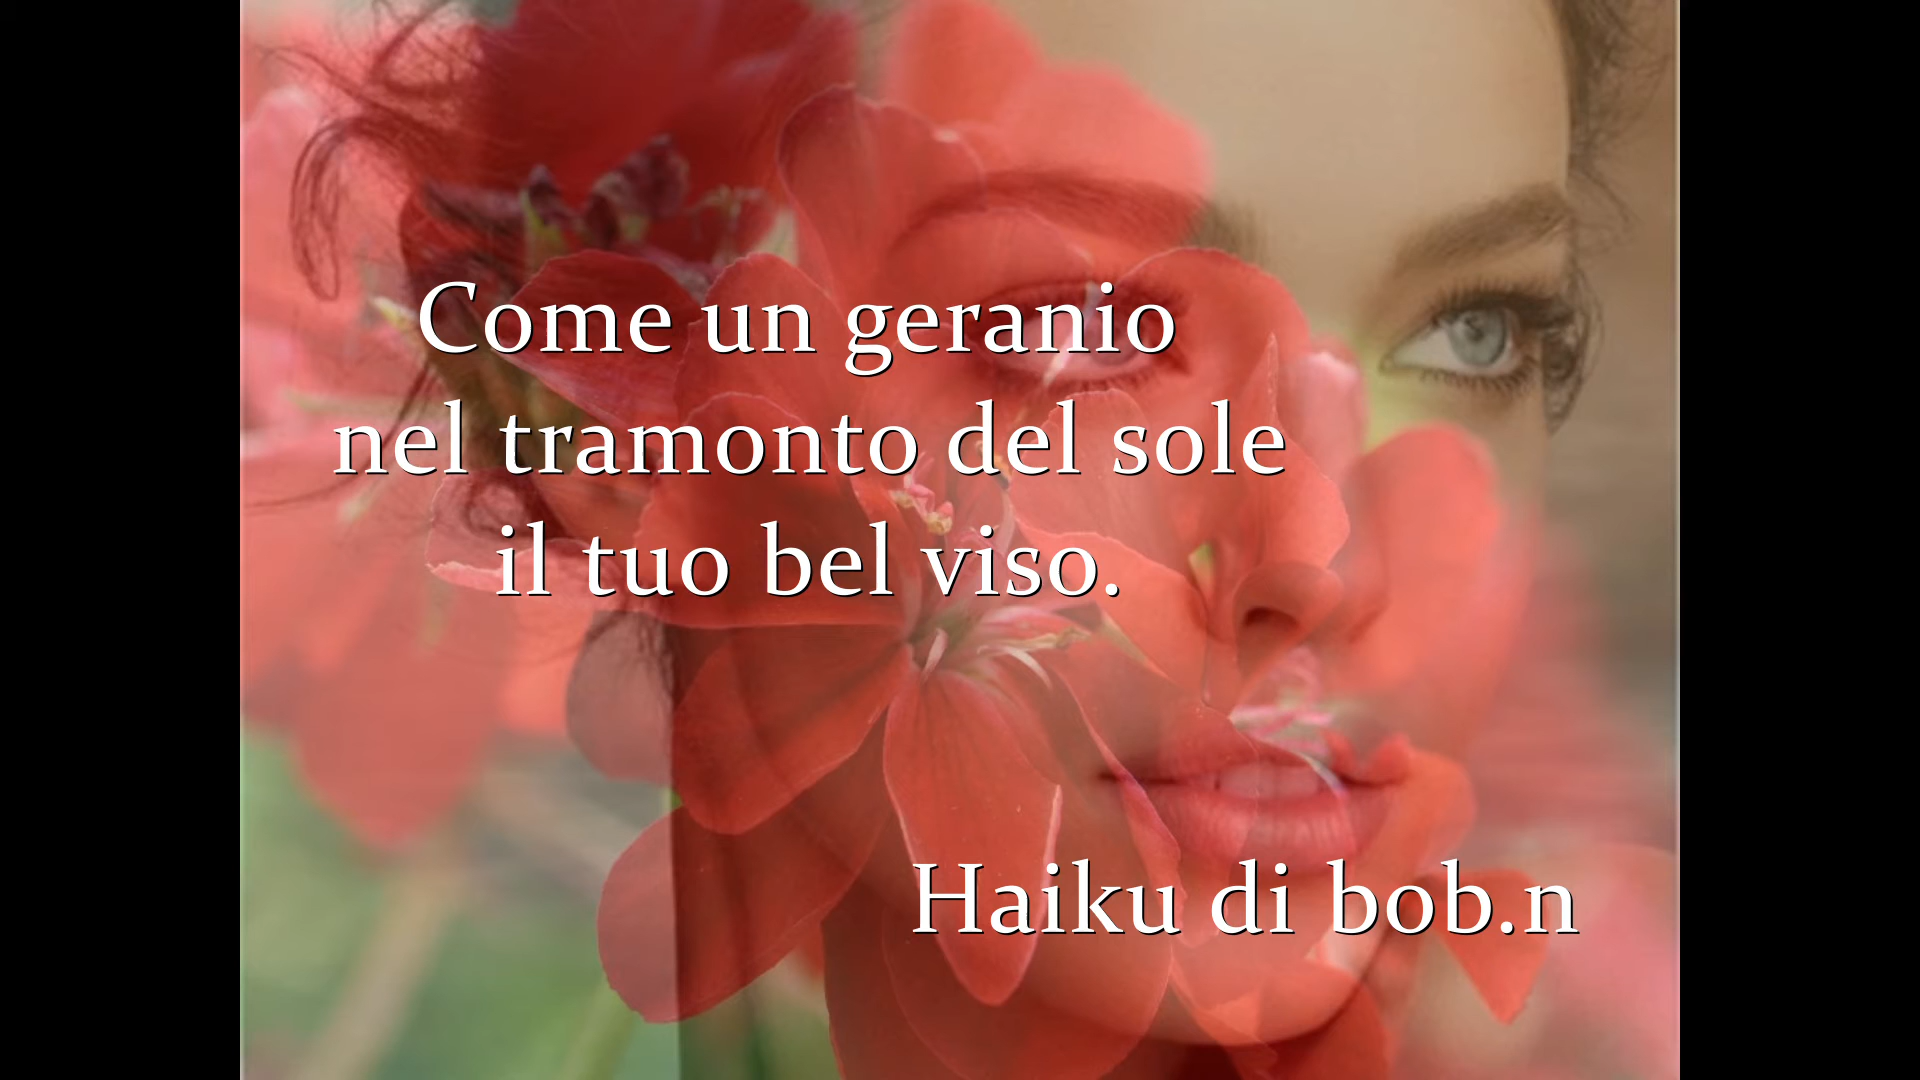 Come un geranio
nel tramonto del sole
il tuo bel viso.
Haiku di bob.n